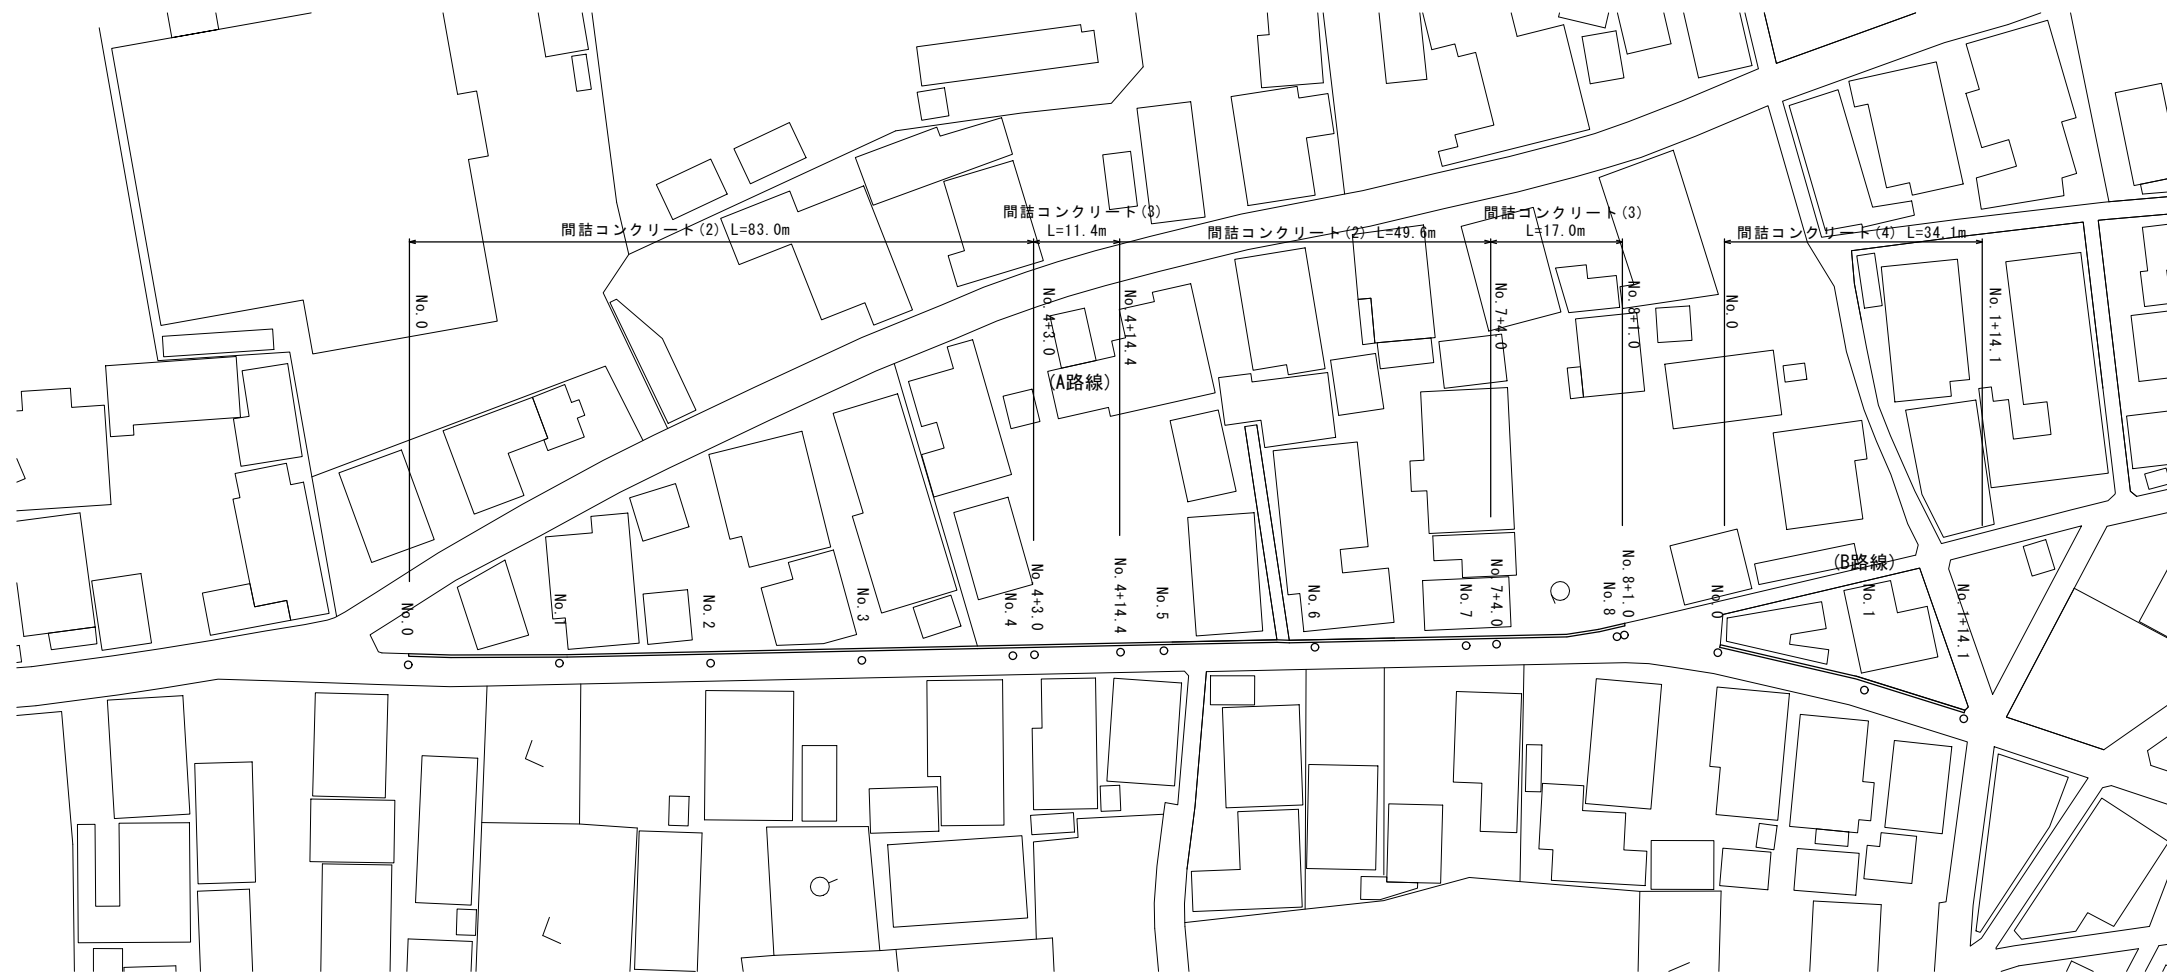 間詰コンクリート(2) L=83.0m
間詰コンクリート(3)
L=11.4m
間詰コンクリート(2) L=49.6m
間詰コンクリート(3)
L=17.0m
間詰コンクリート(4) L=34.1m
No.0
No.4+3.0
No.4+14.4
No.7+4.0
No.8+1.0
No.0
No.1+14.1
(A路線)
(B路線)
No.0
No.1
No.2
No.3
No.4
No.4+3.0
No.4+14.4
No.5
No.6
No.7
No.7+4.0
No.8
No.8+1.0
No.0
No.1
No.1+14.1